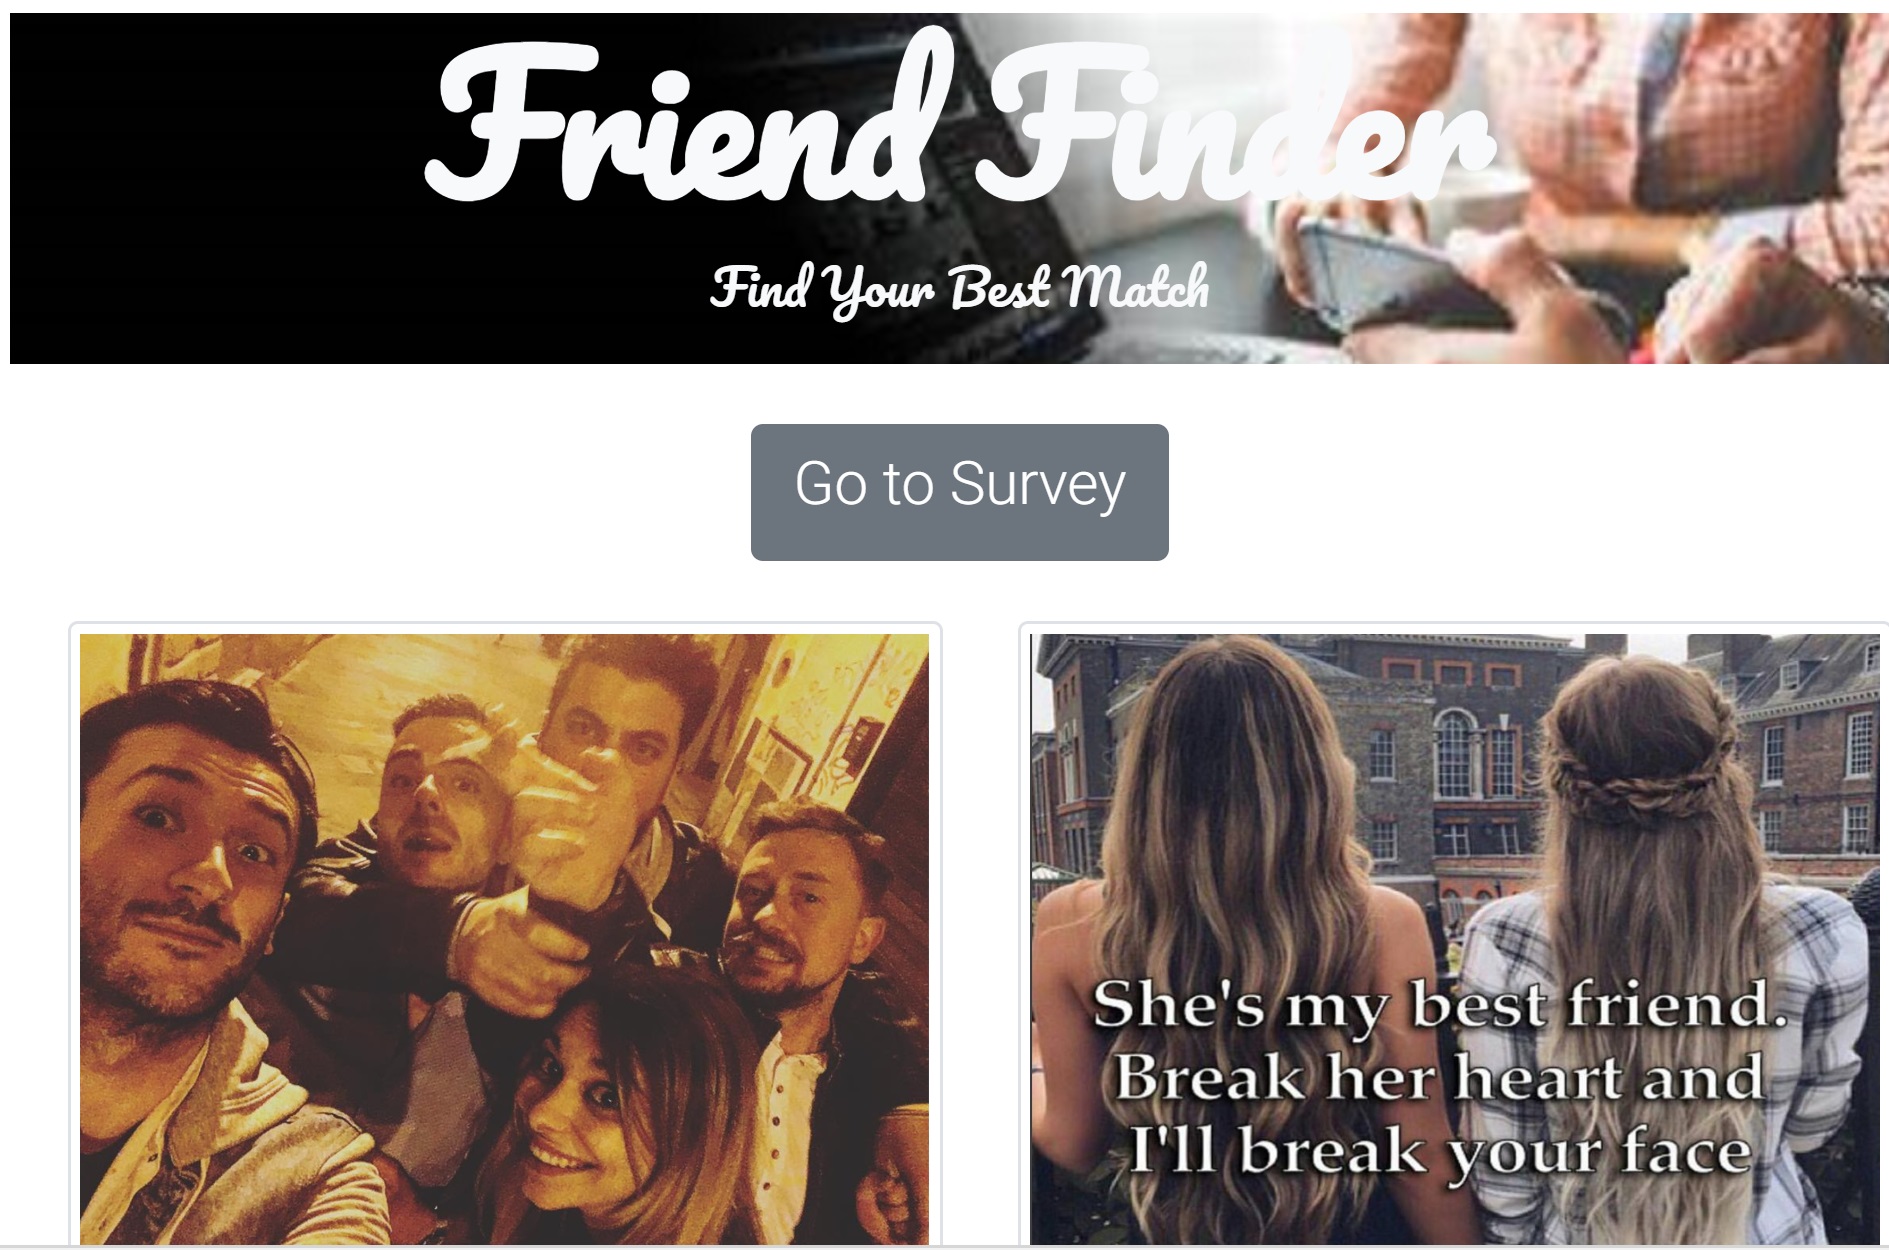 Friend Finder
Find Your Best Match
Go to Survey
She's my best friend.
Break her heart and
I'll break your face